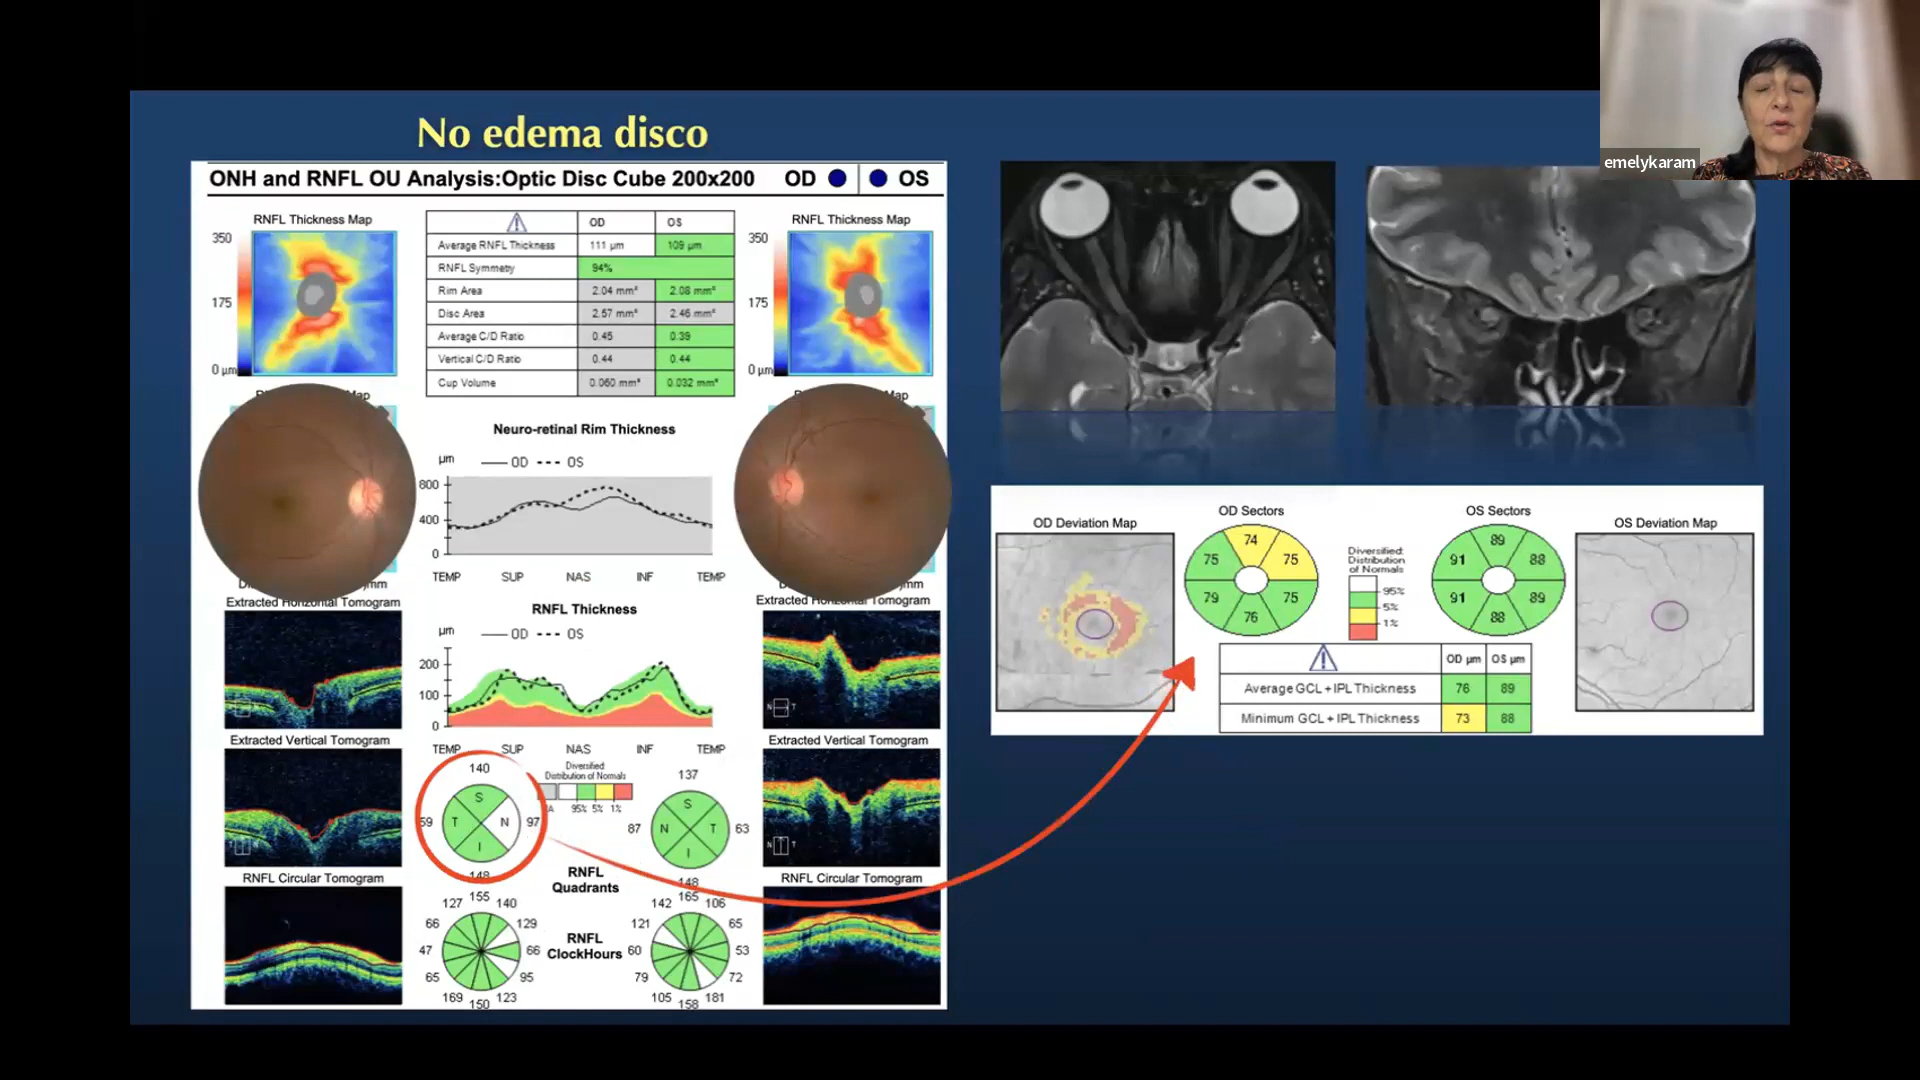 emelykaram
No edema disco
ONH and RNFL OU Analysis:Optic Disc Cube 200x200 OD OS
RNFL Thickness Map
350
175
0 µm
OD OS
Average RNFL Thickness 111 µm 109 µm
RNFL Symmetry 94%
Rim Area 2.04 mm² 2.08 mm²
Disc Area 2.57 mm² 2.46 mm²
Average C/D Ratio 0.45 0.39
Vertical C/D Ratio 0.44 0.44
Cup Volume 0.060 mm³ 0.032 mm³
RNFL Thickness Map
350
175
0 µm
Neuro-retinal Rim Thickness
µm OD OS
800
400
0
TEMP SUP NAS INF TEMP
Extracted Horizontal Tomogram
Extracted Horizontal Tomogram
RNFL Thickness
µm OD OS
200
100
0
TEMP SUP NAS INF TEMP
Extracted Vertical Tomogram
Extracted Vertical Tomogram
Diversified:
Distribution of Normals
95% 5% 1%
140
S
59 T N 97
I
148
137
S
87 N T 63
I
148
RNFL
Quadrants
RNFL Circular Tomogram
RNFL Circular Tomogram
127 155 140
66 129
47 66
65 95
169 150 123
RNFL
ClockHours
142 165 106
121 65
60 53
79 72
105 158 181
OD Deviation Map
OD Sectors
74
75 75
79 75
76
Diversified:
Distribution
of Normals
95%
5%
1%
OS Sectors
89
91 88
91 89
88
OS Deviation Map
OD µm OS µm
Average GCL + IPL Thickness 76 89
Minimum GCL + IPL Thickness 73 88